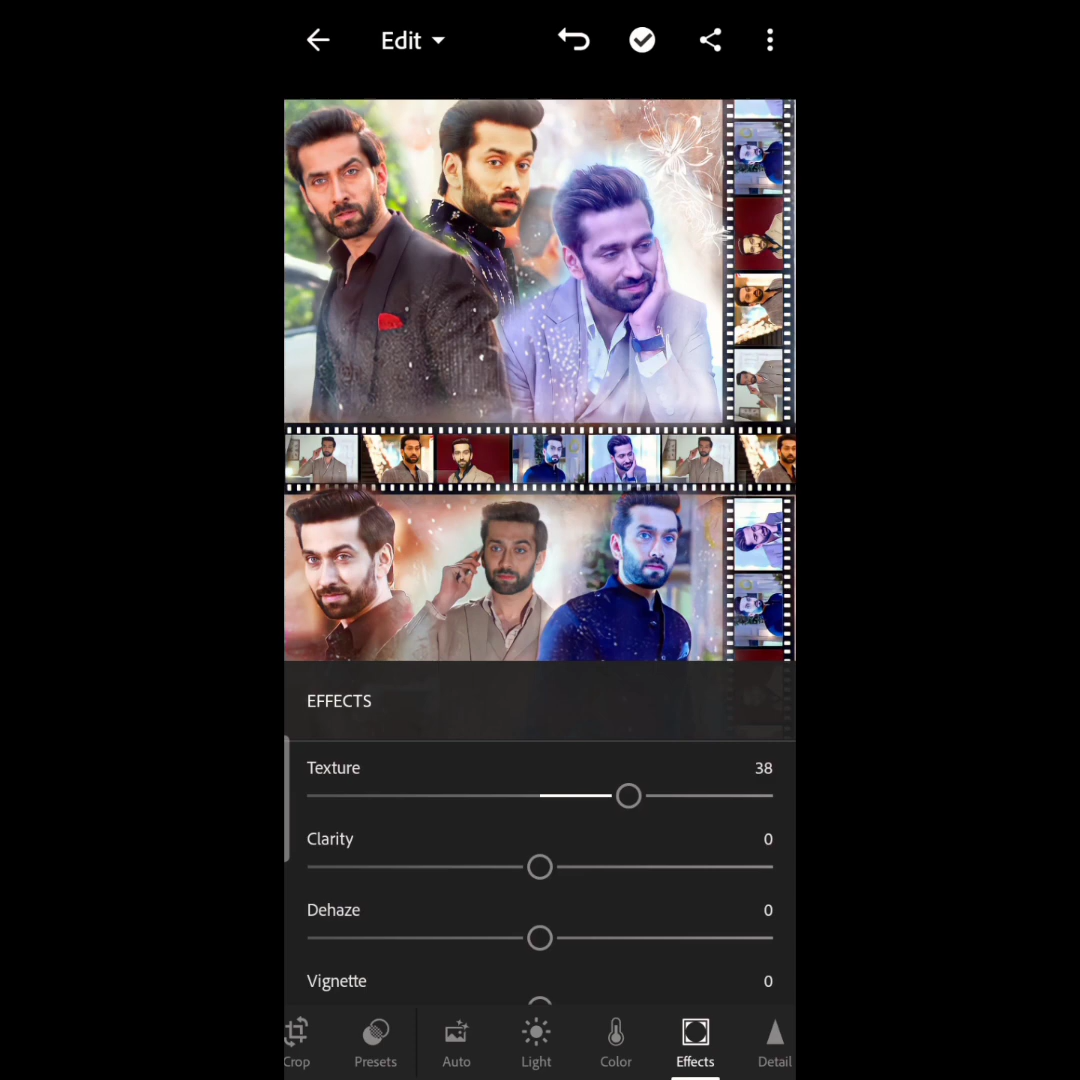 Edit
EFFECTS
Texture 38
Clarity 0
Dehaze 0
Vignette 0
Crop Presets Auto Light Color Effects Detail